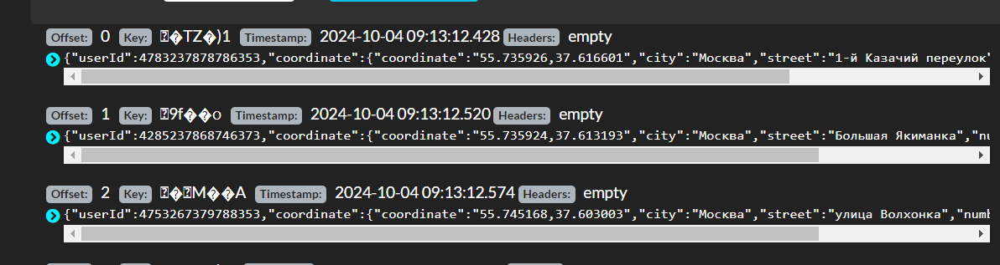 Offset: 0 Key: �TZ�)1 Timestamp: 2024-10-04 09:13:12.428 Headers: empty
{"userId":4783237878786353,"coordinate":{"coordinate":"55.735926,37.616601","city":"Москва","street":"1-й Казачий переулок"
Offset: 1 Key: 9f��o Timestamp: 2024-10-04 09:13:12.520 Headers: empty
{"userId":4285237868746373,"coordinate":{"coordinate":"55.735924,37.613193","city":"Москва","street":"Большая Якиманка","nu
Offset: 2 Key: �M��A Timestamp: 2024-10-04 09:13:12.574 Headers: empty
{"userId":4753267379788353,"coordinate":{"coordinate":"55.745168,37.603003","city":"Москва","street":"улица Волхонка","numb